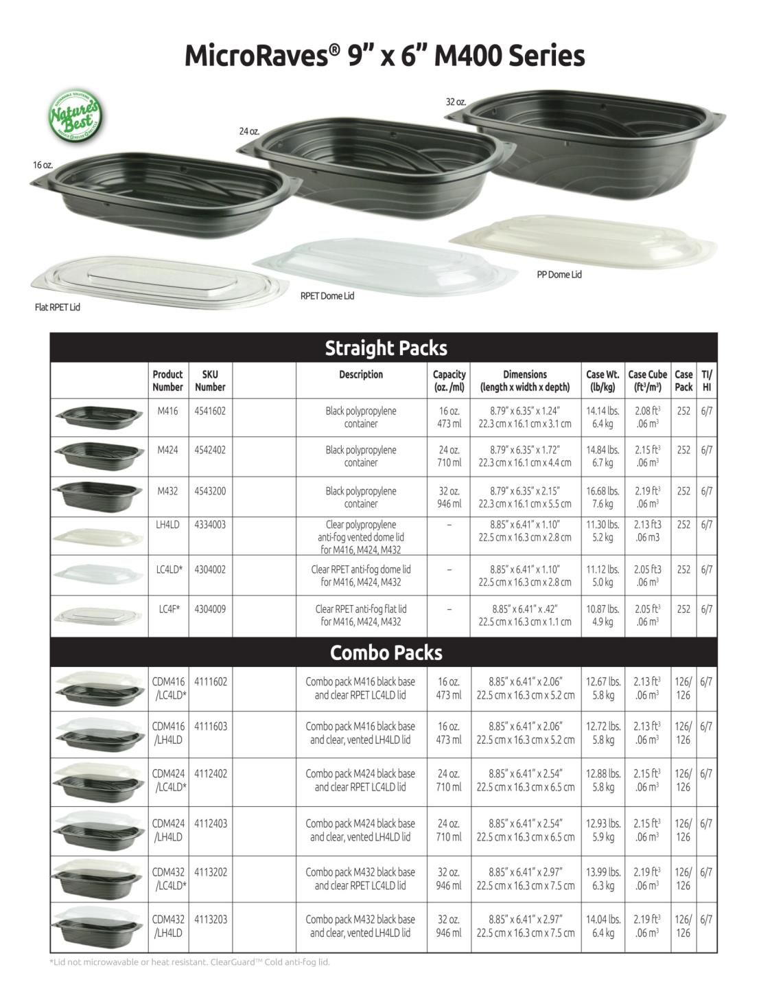 MicroRaves® 9” x 6” M400 Series
SUSTAINABLE SOLUTIONS
Nature's
Best®
REDUCE REUSE RECYCLE
32 oz.
24 oz.
16 oz.
PP Dome Lid
RPET Dome Lid
Flat RPET Lid
Straight Packs
Product Number SKU Number Description Capacity (oz. /ml) Dimensions (length x width x depth) Case Wt. (lb/kg) Case Cube (ft³/m³) Case Pack TI/ HI
M416 4541602 Black polypropylene 16 oz. 8.79” x 6.35” x 1.24” 14.14 lbs. 2.08 ft³ 252 6/7
container 473 ml 22.3 cm x 16.1 cm x 3.1 cm 6.4 kg .06 m³
M424 4542402 Black polypropylene 24 oz. 8.79” x 6.35” x 1.72” 14.84 lbs. 2.15 ft³ 252 6/7
container 710 ml 22.3 cm x 16.1 cm x 4.4 cm 6.7 kg .06 m³
M432 4543200 Black polypropylene 32 oz. 8.79” x 6.35” x 2.15” 16.68 lbs. 2.19 ft³ 252 6/7
container 946 ml 22.3 cm x 16.1 cm x 5.5 cm 7.6 kg .06 m³
LH4LD 4334003 Clear polypropylene – 8.85” x 6.41” x 1.10” 11.30 lbs. 2.13 ft3 252 6/7
anti-fog vented dome lid 22.5 cm x 16.3 cm x 2.8 cm 5.2 kg .06 m3
for M416, M424, M432
LC4LD* 4304002 Clear RPET anti-fog dome lid – 8.85” x 6.41” x 1.10” 11.12 lbs. 2.05 ft3 252 6/7
for M416, M424, M432 22.5 cm x 16.3 cm x 2.8 cm 5.0 kg .06 m³
LC4F* 4304009 Clear RPET anti-fog flat lid – 8.85” x 6.41” x .42” 10.87 lbs. 2.05 ft³ 252 6/7
for M416, M424, M432 22.5 cm x 16.3 cm x 1.1 cm 4.9 kg .06 m³
Combo Packs
CDM416 4111602 Combo pack M416 black base 16 oz. 8.85” x 6.41” x 2.06” 12.67 lbs. 2.13 ft³ 126/ 6/7
/LC4LD* and clear RPET LC4LD lid 473 ml 22.5 cm x 16.3 cm x 5.2 cm 5.8 kg .06 m³ 126
CDM416 4111603 Combo pack M416 black base 16 oz. 8.85” x 6.41” x 2.06” 12.72 lbs. 2.13 ft³ 126/ 6/7
/LH4LD and clear, vented LH4LD lid 473 ml 22.5 cm x 16.3 cm x 5.2 cm 5.8 kg .06 m³ 126
CDM424 4112402 Combo pack M424 black base 24 oz. 8.85” x 6.41” x 2.54” 12.88 lbs. 2.15 ft³ 126/ 6/7
/LC4LD* and clear RPET LC4LD lid 710 ml 22.5 cm x 16.3 cm x 6.5 cm 5.8 kg .06 m³ 126
CDM424 4112403 Combo pack M424 black base 24 oz. 8.85” x 6.41” x 2.54” 12.93 lbs. 2.15 ft³ 126/ 6/7
/LH4LD and clear, vented LH4LD lid 710 ml 22.5 cm x 16.3 cm x 6.5 cm 5.9 kg .06 m³ 126
CDM432 4113202 Combo pack M432 black base 32 oz. 8.85” x 6.41” x 2.97” 13.99 lbs. 2.19 ft³ 126/ 6/7
/LC4LD* and clear RPET LC4LD lid 946 ml 22.5 cm x 16.3 cm x 7.5 cm 6.3 kg .06 m³ 126
CDM432 4113203 Combo pack M432 black base 32 oz. 8.85” x 6.41” x 2.97” 14.04 lbs. 2.19 ft³ 126/ 6/7
/LH4LD and clear, vented LH4LD lid 946 ml 22.5 cm x 16.3 cm x 7.5 cm 6.4 kg .06 m³ 126
*Lid not microwavable or heat resistant. ClearGuard™ Cold anti-fog lid.